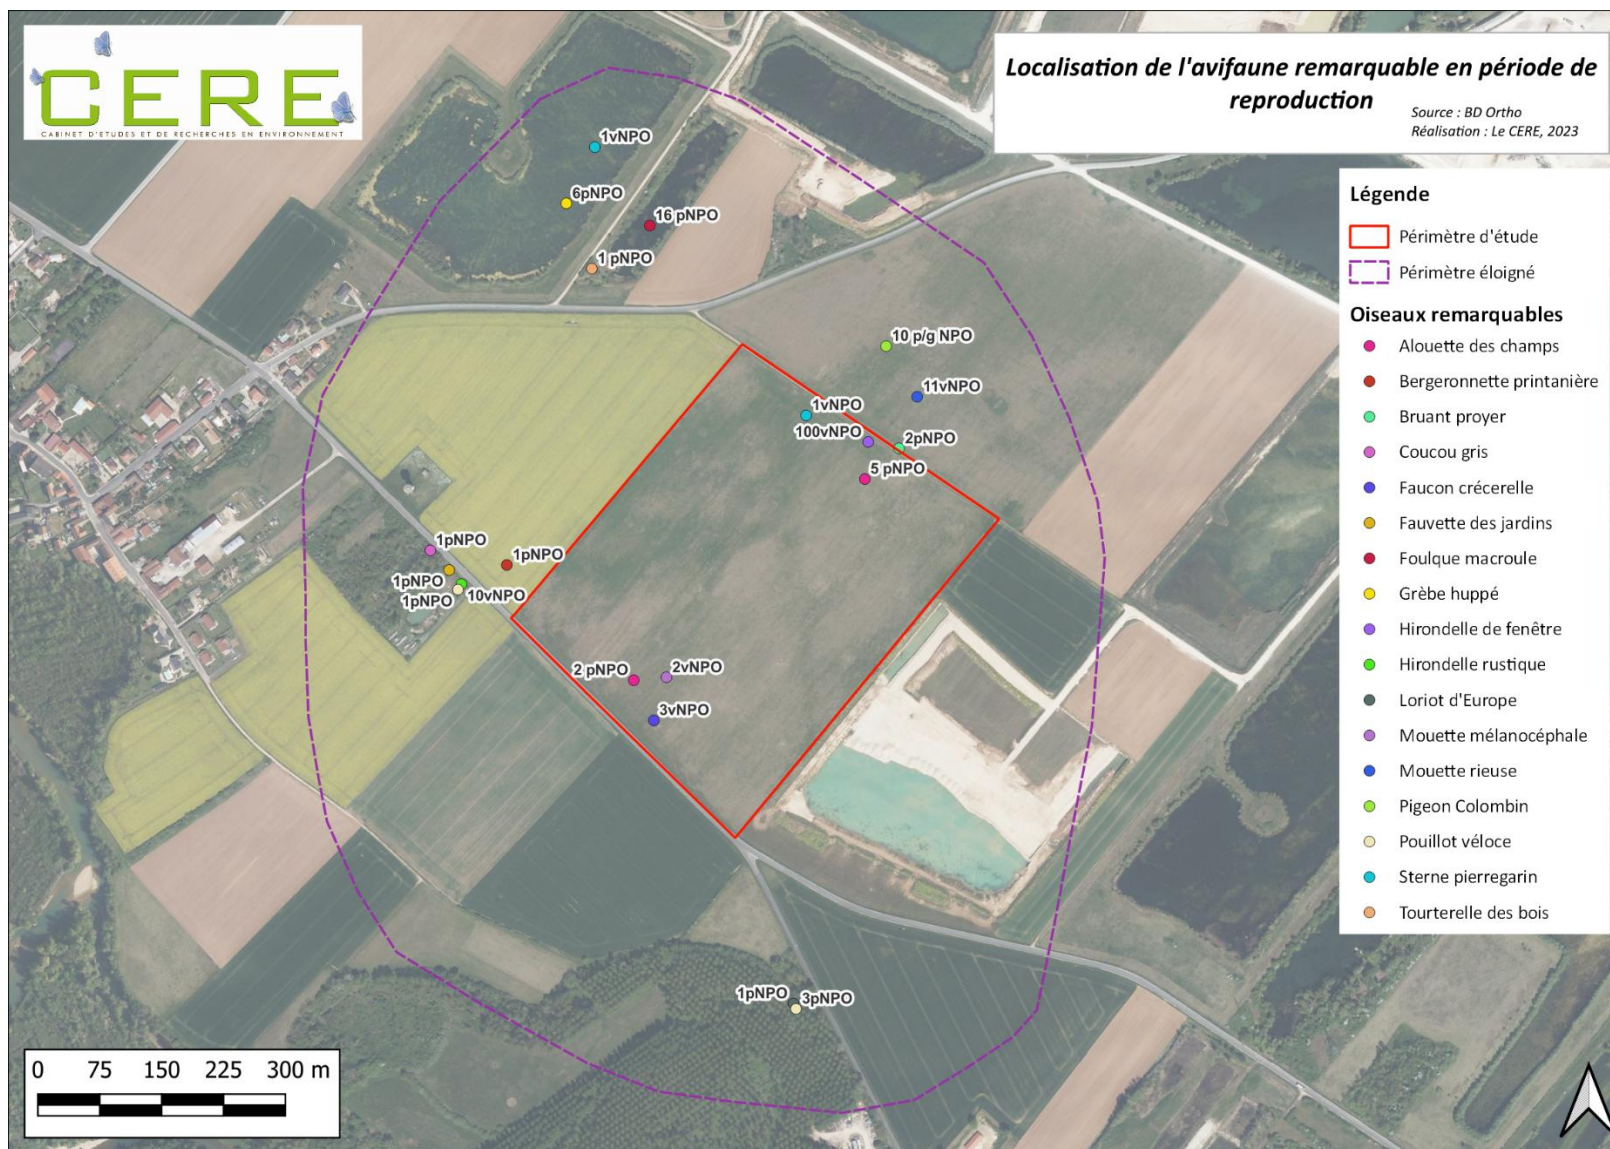 CERE
CABINET D'ÉTUDES ET DE RECHERCHES EN ENVIRONNEMENT
Localisation de l'avifaune remarquable en période de
reproduction
Source : BD Ortho
Réalisation : Le CERE, 2023
Légende
Périmètre d'étude
Périmètre éloigné
Oiseaux remarquables
Alouette des champs
Bergeronnette printanière
Bruant proyer
Coucou gris
Faucon crécerelle
Fauvette des jardins
Foulque macroule
Grèbe huppé
Hirondelle de fenêtre
Hirondelle rustique
Loriot d'Europe
Mouette mélanocéphale
Mouette rieuse
Pigeon Colombin
Pouillot véloce
Sterne pierregarin
Tourterelle des bois
1vNPO
6pNPO
16 pNPO
1 pNPO
10 p/g NPO
11vNPO
1vNPO
100vNPO
2pNPO
5 pNPO
1pNPO
1pNPO
1pNPO
1pNPO
10vNPO
2 pNPO
2vNPO
3vNPO
1pNPO
3pNPO
0 75 150 225 300 m